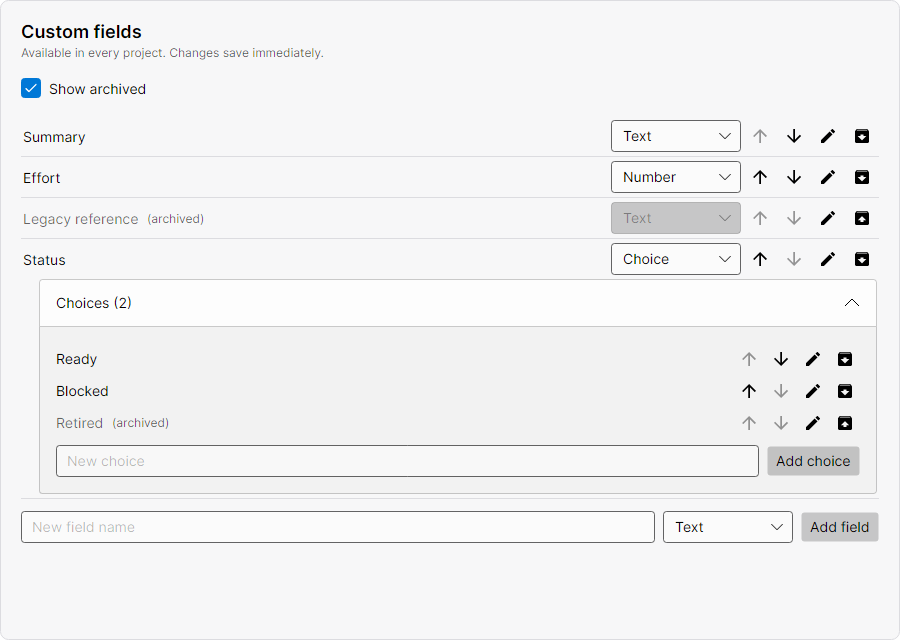 Custom fields
Available in every project. Changes save immediately.
Show archived
Summary Text
Effort Number
Legacy reference (archived) Text
Status Choice
Choices (2)
Ready
Blocked
Retired (archived)
New choice Add choice
New field name Text Add field